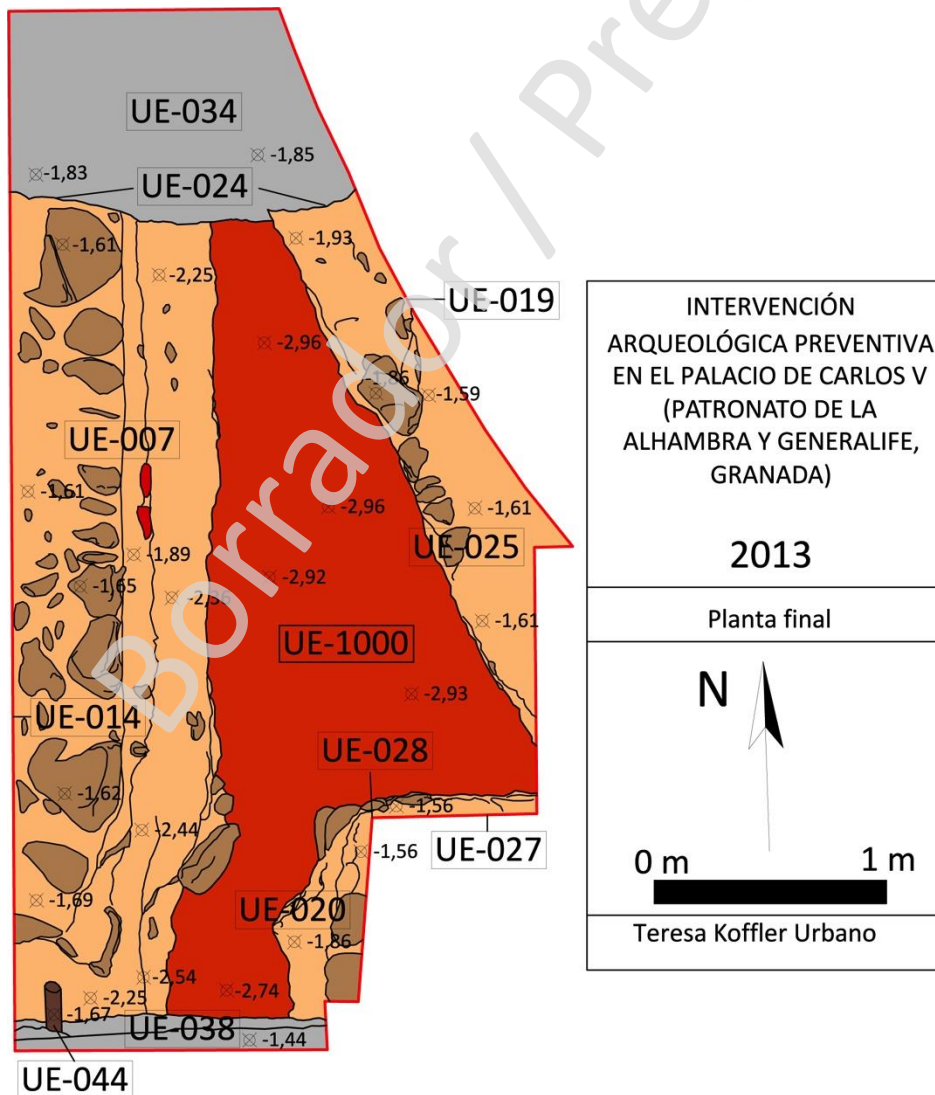 UE-034
-1,85
-1,83
UE-024
-1,61
-1,93
-2,25
UE-019
-2,96
-1,86
-1,59
UE-007
-1,61
-2,96
-1,61
UE-025
-1,89
-2,92
-1,65
-2,36
-1,61
UE-1000
-2,93
UE-014
UE-028
-1,62
-1,56
-2,44
-1,56
UE-027
-1,69
UE-020
-1,86
-2,54
-2,25
-2,74
-1,67
UE-038
-1,44
UE-044
INTERVENCIÓN
ARQUEOLÓGICA PREVENTIVA
EN EL PALACIO DE CARLOS V
(PATRONATO DE LA
ALHAMBRA Y GENERALIFE,
GRANADA)
2013
Planta final
N
0 m 1 m
Teresa Koffler Urbano
Borrador / Pre